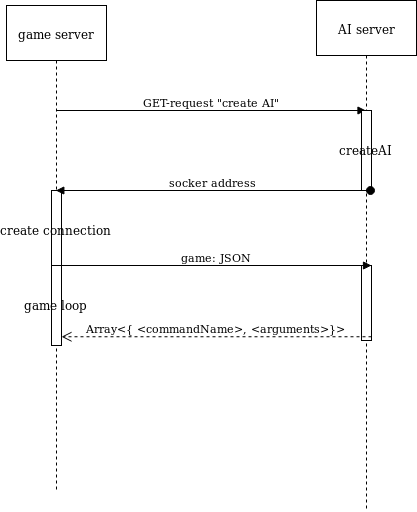 game server
AI server
GET-request "create AI"
createAI
socker address
create connection
game: JSON
game loop
Array<{ <commandName>, <arguments>}>